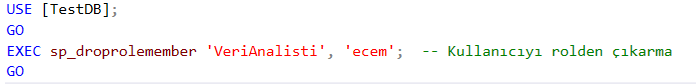 USE [TestDB];
GO
EXEC sp_droprolemember 'VeriAnalisti', 'ecem';  -- Kullanıcıyı rolden çıkarma
GO